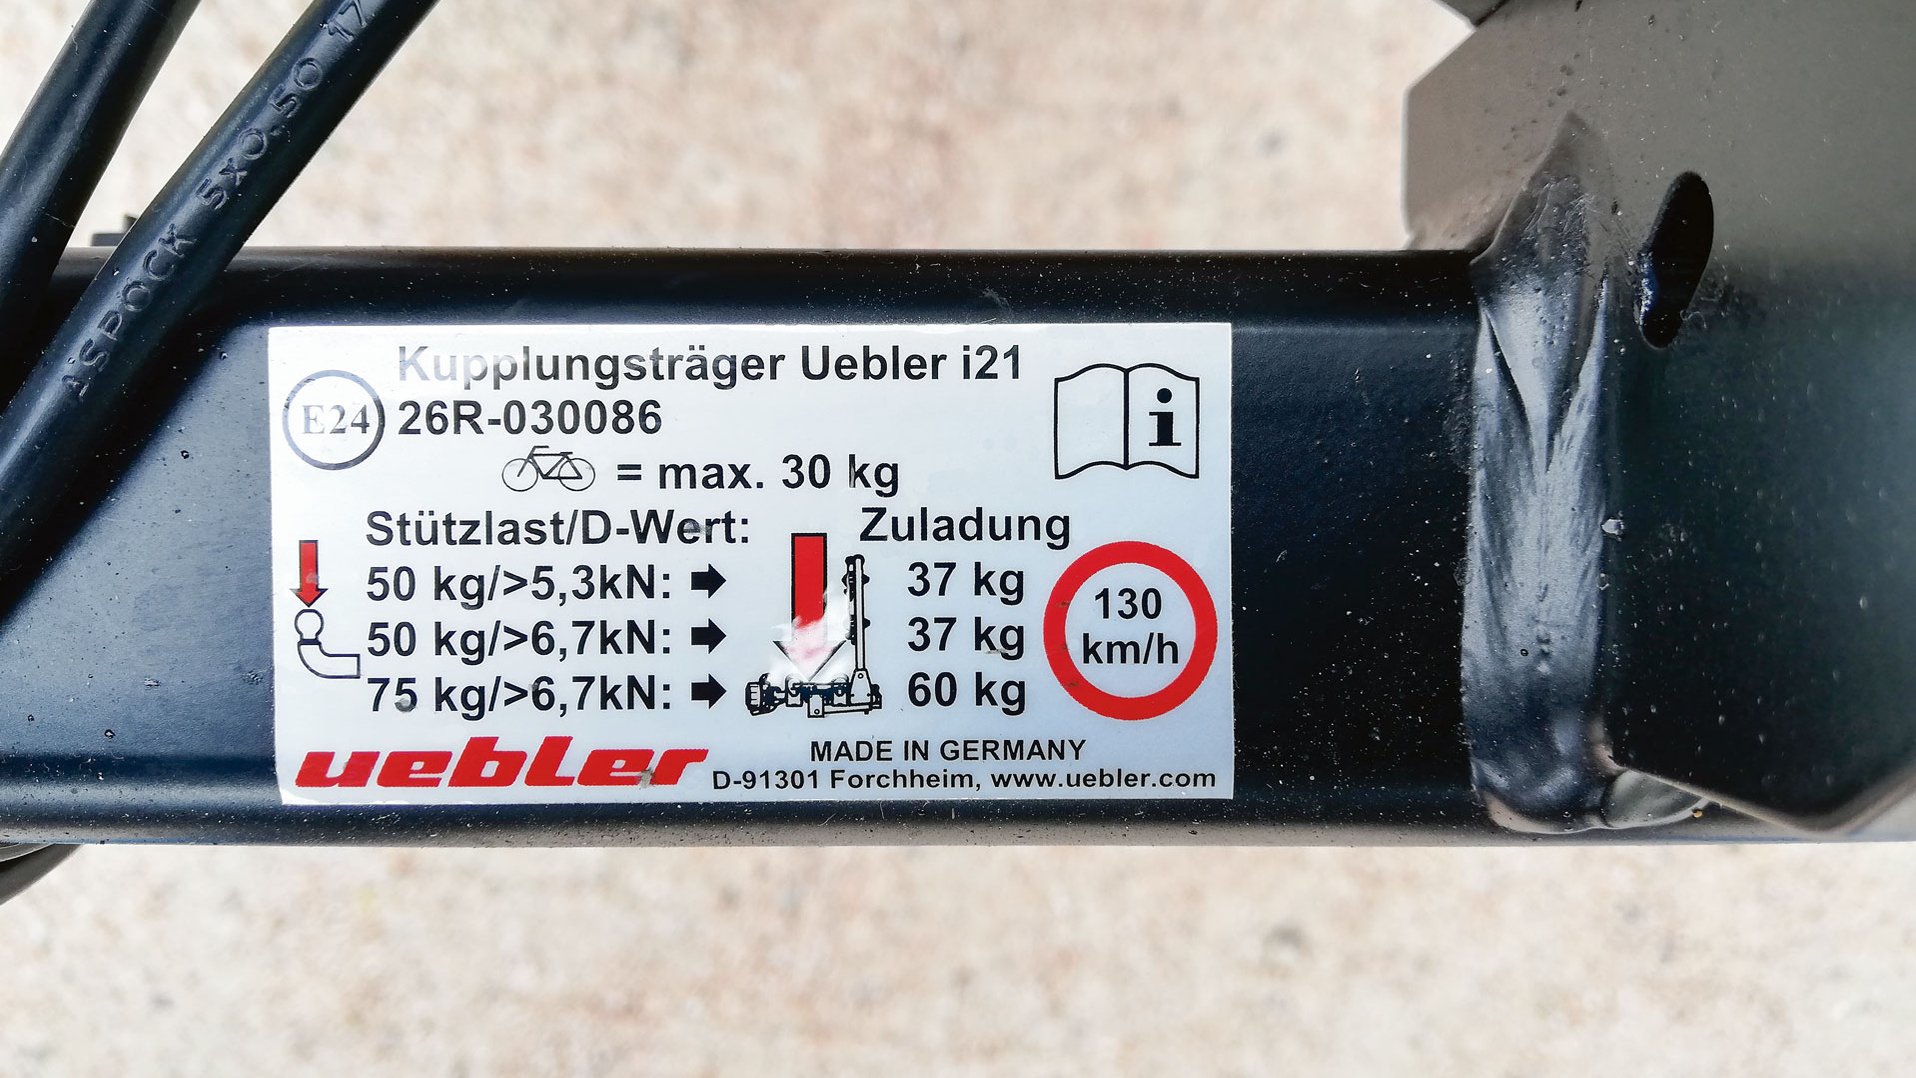 ASPOCK 5x0.50 17
Kupplungsträger Uebler i21
E24 26R-030086
i
= max. 30 kg
Stützlast/D-Wert: Zuladung
50 kg/>5,3kN: 37 kg
50 kg/>6,7kN: 37 kg
75 kg/>6,7kN: 60 kg
130
km/h
uebler
MADE IN GERMANY
D-91301 Forchheim, www.uebler.com